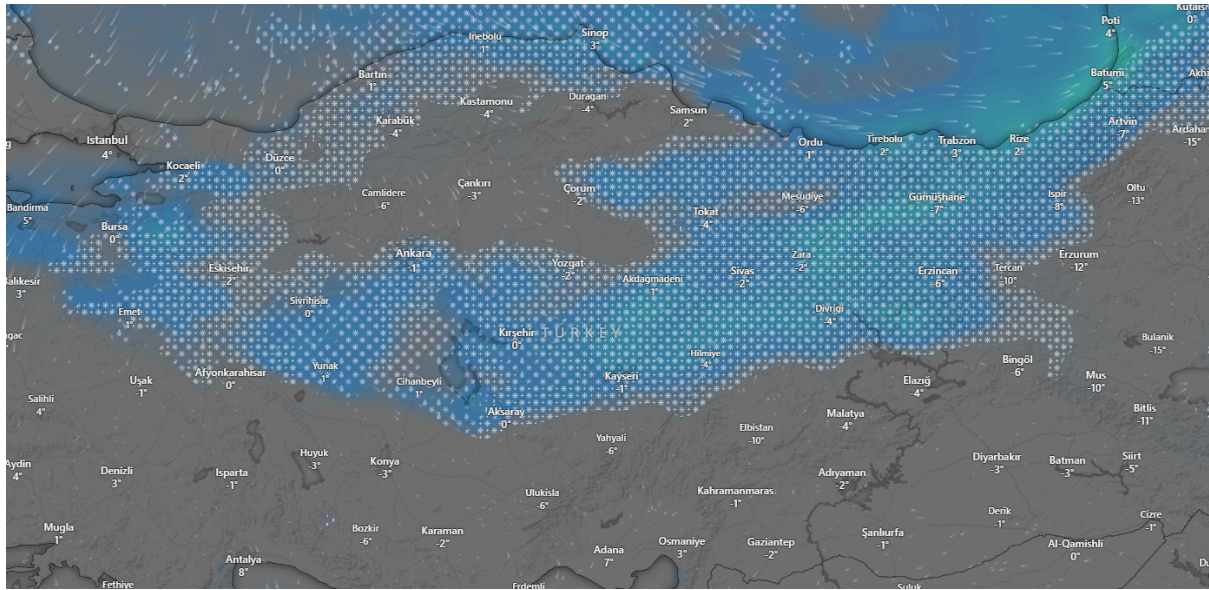 Kutaisi
0°
Poti
4°
Inebolu
1°
Sinop
3°
Bartın
1°
Batumi
5°
Kastamonu
-4°
Duragan
-4°
Samsun
2°
Karabük
-4°
Artvin
-7°
Ardahan
-15°
Istanbul
4°
Ordu
1°
Tirebolu
2°
Trabzon
3°
Rize
2°
Kocaeli
2°
Düzce
0°
Camlidere
-6°
Çankırı
-3°
Çorum
-2°
Mesudiye
-6°
Gümüşhane
-7°
Ispir
-8°
Oltu
-13°
Bandirma
5°
Bursa
0°
Tokat
-4°
Ankara
-1°
Eskisehir
-2°
Yozgat
-2°
Akdagmadeni
1°
Sivas
-2°
Zara
-2°
Erzincan
-6°
Tercan
-10°
Erzurum
-12°
Balıkesir
3°
Emet
1°
Sivrihisar
0°
Divrigi
-4°
Kırşehir
0°
TURKEY
Hilmiye
-4°
Bulanik
-15°
Uşak
-1°
Afyonkarahisar
0°
Yunak
1°
Cihanbeyli
1°
Kayseri
-1°
Elazığ
-4°
Bingöl
-6°
Mus
-10°
Salihli
4°
Aksaray
0°
Yahyali
-6°
Elbistan
-10°
Malatya
-4°
Bitlis
-11°
Aydin
4°
Denizli
3°
Isparta
-1°
Huyuk
-3°
Konya
-3°
Ulukisla
-6°
Kahramanmaras
-1°
Adıyaman
-2°
Diyarbakır
-3°
Batman
-3°
Siirt
-5°
Mugla
1°
Bozkir
-6°
Karaman
-2°
Adana
7°
Osmaniye
3°
Gaziantep
-2°
Şanlıurfa
-1°
Derik
-1°
Cizre
-1°
Al-Qamishli
0°
Antalya
8°
Fethiye
Erdemli
Suluk